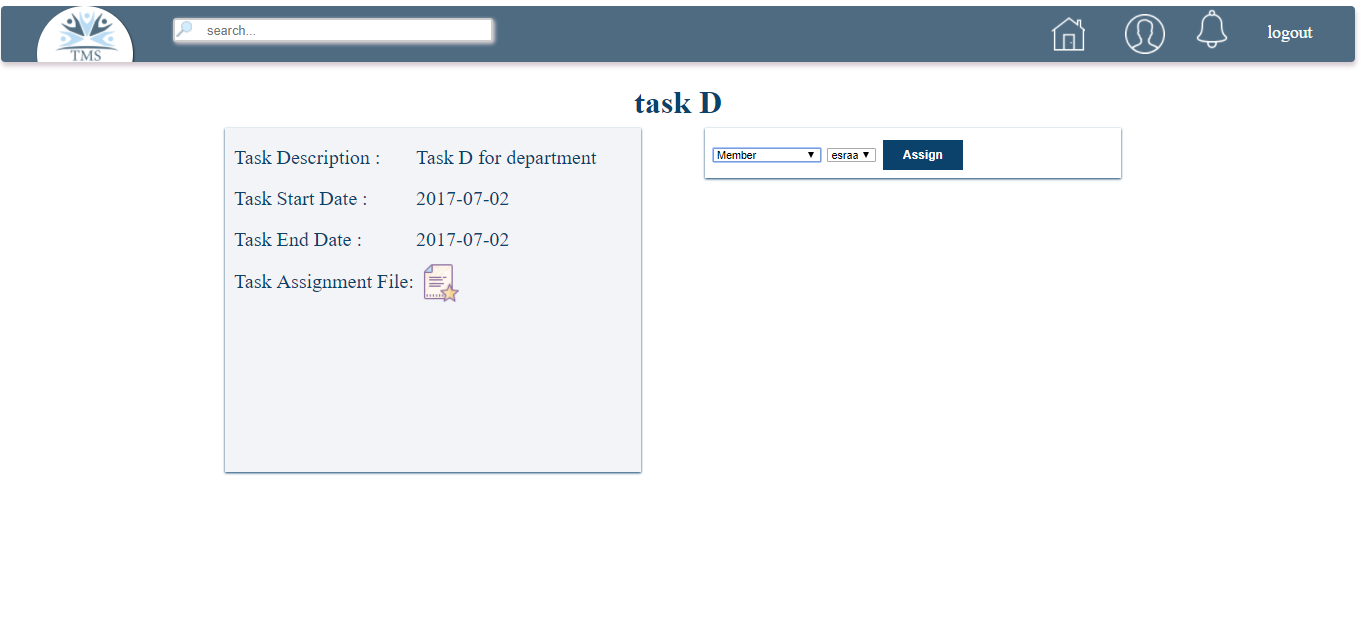 TMS
search...
logout
task D
Task Description : Task D for department
Task Start Date : 2017-07-02
Task End Date : 2017-07-02
Task Assignment File:
Member esraa Assign